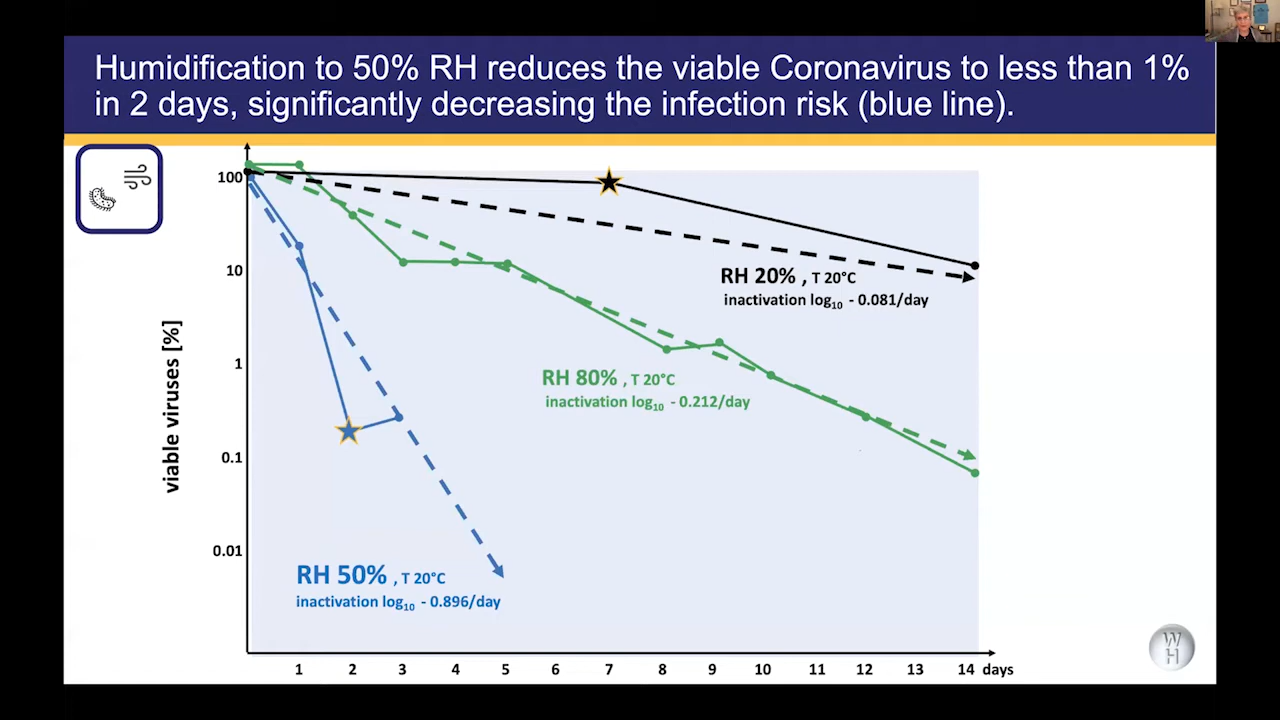 Humidification to 50% RH reduces the viable Coronavirus to less than 1%
in 2 days, significantly decreasing the infection risk (blue line).
viable viruses [%]
100
10
1
0.1
0.01
RH 20% , T 20°C
inactivation log₁₀ - 0.081/day
RH 80% , T 20°C
inactivation log₁₀ - 0.212/day
RH 50% , T 20°C
inactivation log₁₀ - 0.896/day
1 2 3 4 5 6 7 8 9 10 11 12 13 14 days
W
H